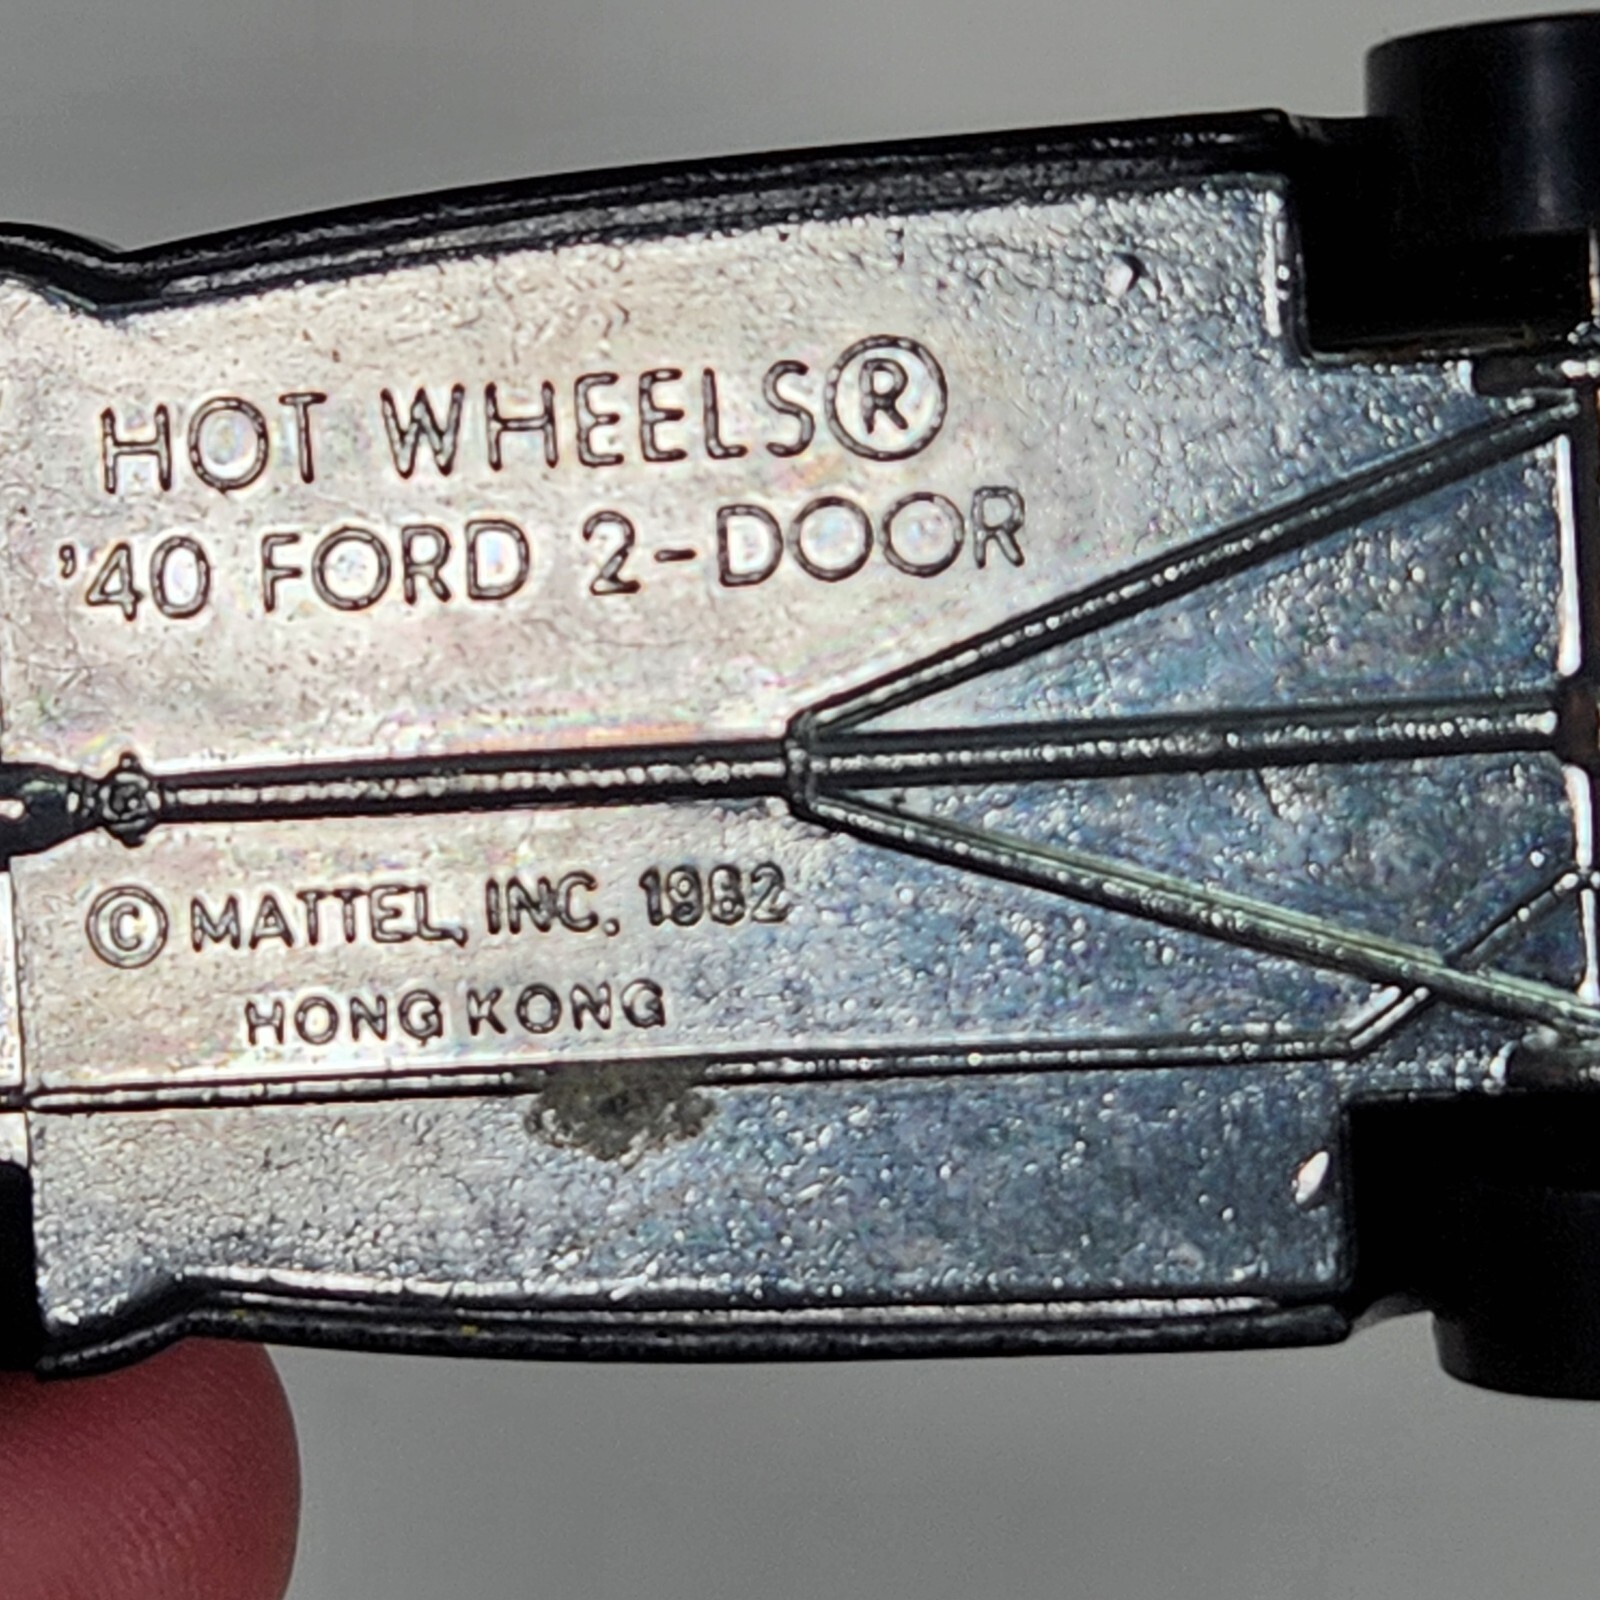 HOT WHEELS®
'40 FORD 2-DOOR
© MATTEL, INC. 1982
HONG KONG